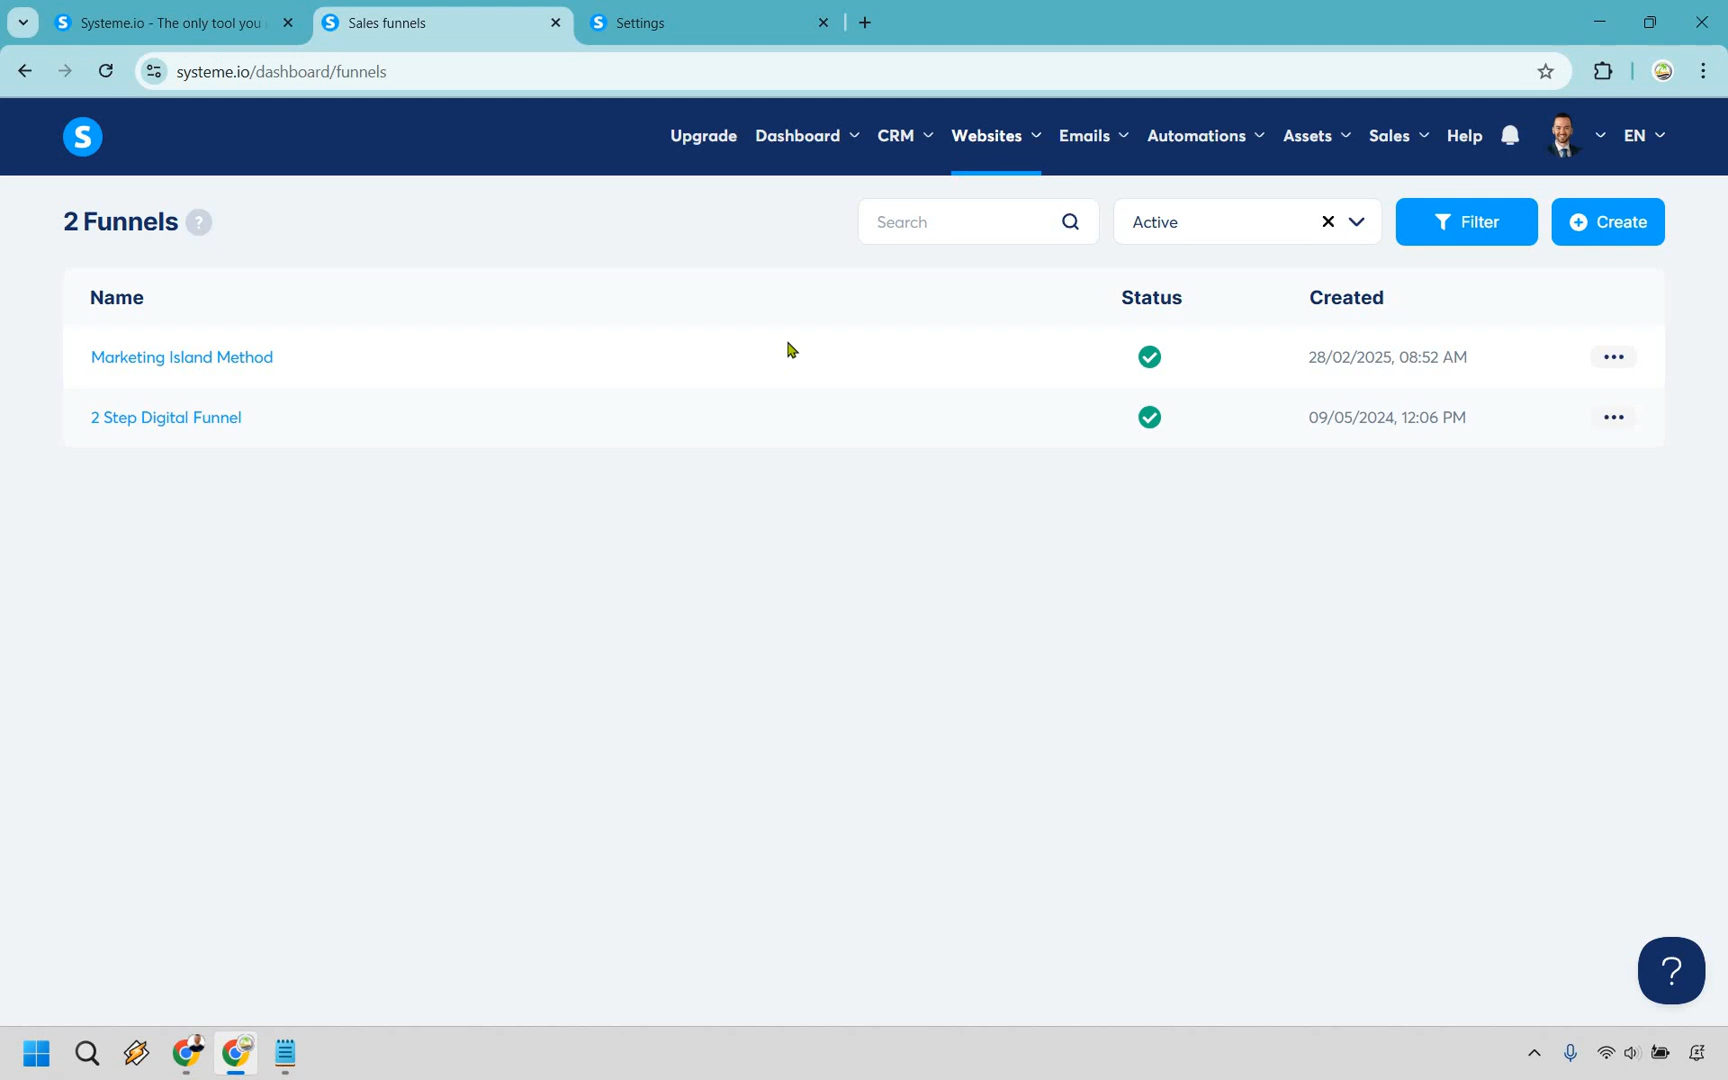 Systeme.io - The only tool you
Sales funnels
Settings
systeme.io/dashboard/funnels
S
Upgrade Dashboard CRM Websites Emails Automations Assets Sales Help EN
2 Funnels ?
Search
Active
Filter
Create
Name Status Created
Marketing Island Method 28/02/2025, 08:52 AM
2 Step Digital Funnel 09/05/2024, 12:06 PM
?